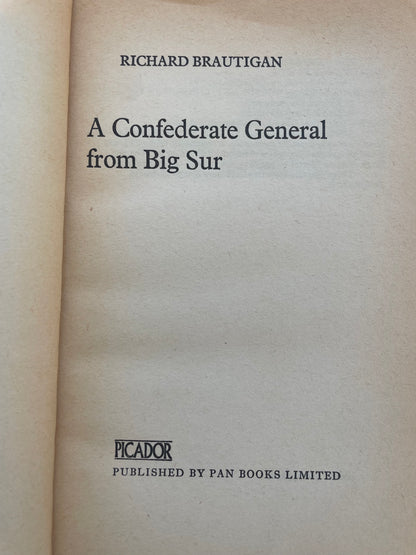 RICHARD BRAUTIGAN
A Confederate General
from Big Sur
PICADOR
PUBLISHED BY PAN BOOKS LIMITED